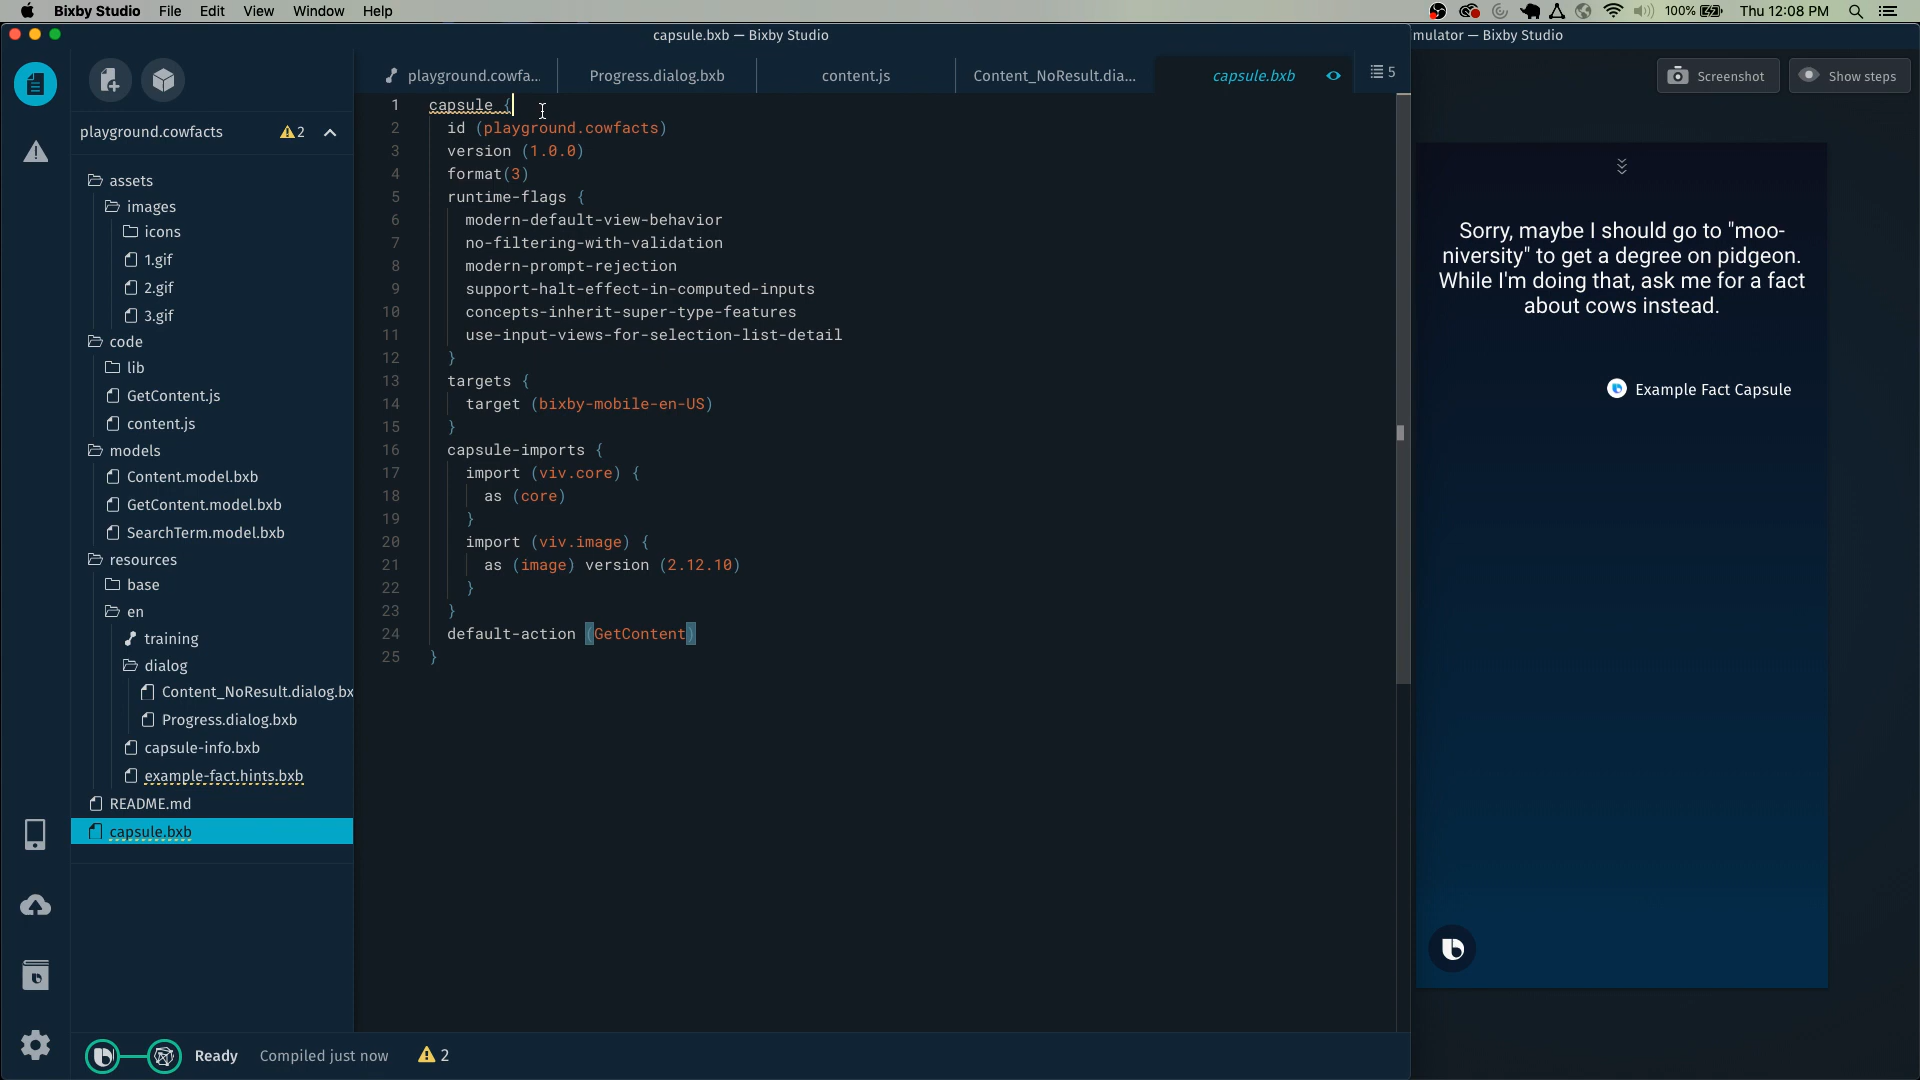 Bixby Studio File Edit View Window Help 100% Thu 12:08 PM
capsule.bxb — Bixby Studio
mulator — Bixby Studio
playground.cowfa...
Progress.dialog.bxb
content.js
Content_NoResult.dia...
capsule.bxb
5
Screenshot
Show steps
playground.cowfacts 2
assets
images
icons
1.gif
2.gif
3.gif
code
lib
GetContent.js
content.js
models
Content.model.bxb
GetContent.model.bxb
SearchTerm.model.bxb
resources
base
en
training
dialog
Content_NoResult.dialog.bx
Progress.dialog.bxb
capsule-info.bxb
example-fact.hints.bxb
README.md
capsule.bxb
1 capsule {
2 id (playground.cowfacts)
3 version (1.0.0)
4 format(3)
5 runtime-flags {
6 modern-default-view-behavior
7 no-filtering-with-validation
8 modern-prompt-rejection
9 support-halt-effect-in-computed-inputs
10 concepts-inherit-super-type-features
11 use-input-views-for-selection-list-detail
12 }
13 targets {
14 target (bixby-mobile-en-US)
15 }
16 capsule-imports {
17 import (viv.core) {
18 as (core)
19 }
20 import (viv.image) {
21 as (image) version (2.12.10)
22 }
23 }
24 default-action (GetContent)
25 }
Sorry, maybe I should go to "moo-
niversity" to get a degree on pidgeon.
While I'm doing that, ask me for a fact
about cows instead.
Example Fact Capsule
Ready Compiled just now 2